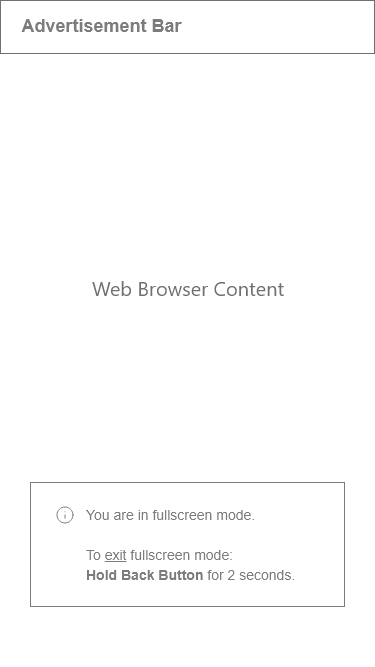 Advertisement Bar
Web Browser Content
You are in fullscreen mode.
To exit fullscreen mode:
Hold Back Button for 2 seconds.